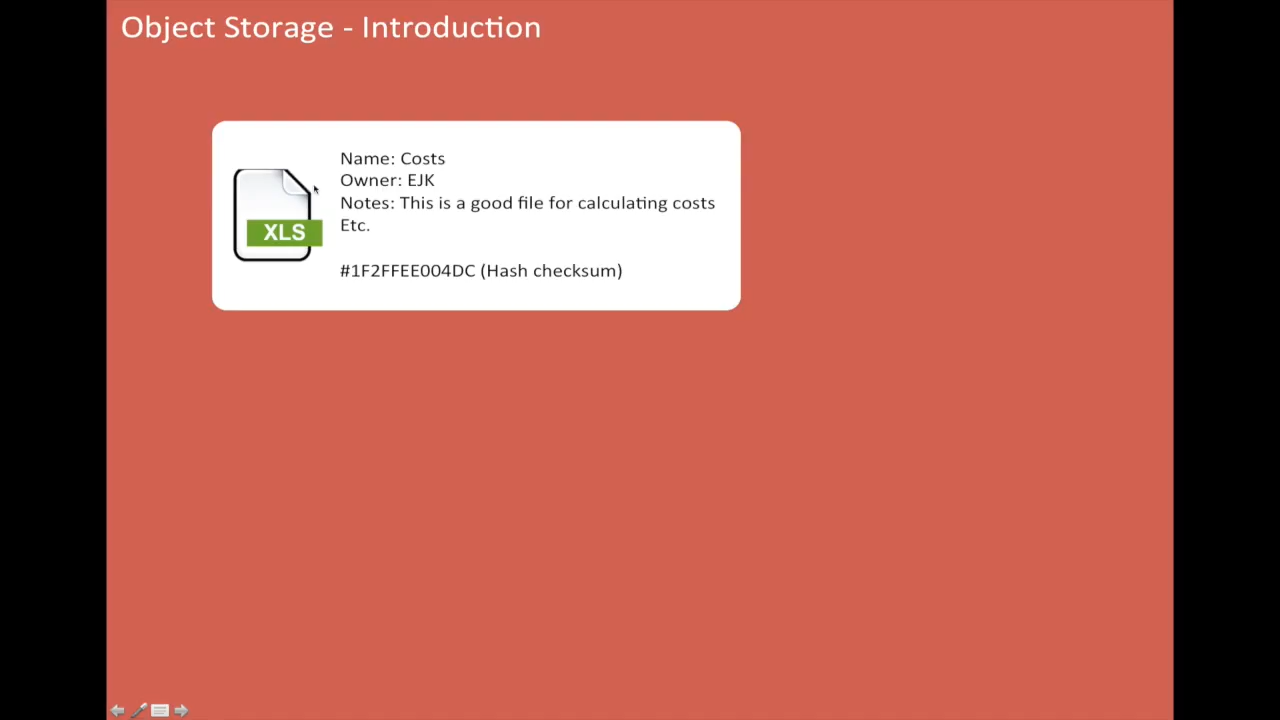 Object Storage - Introduction
Name: Costs
Owner: EJK
Notes: This is a good file for calculating costs
Etc.
XLS
#1F2FFEE004DC (Hash checksum)